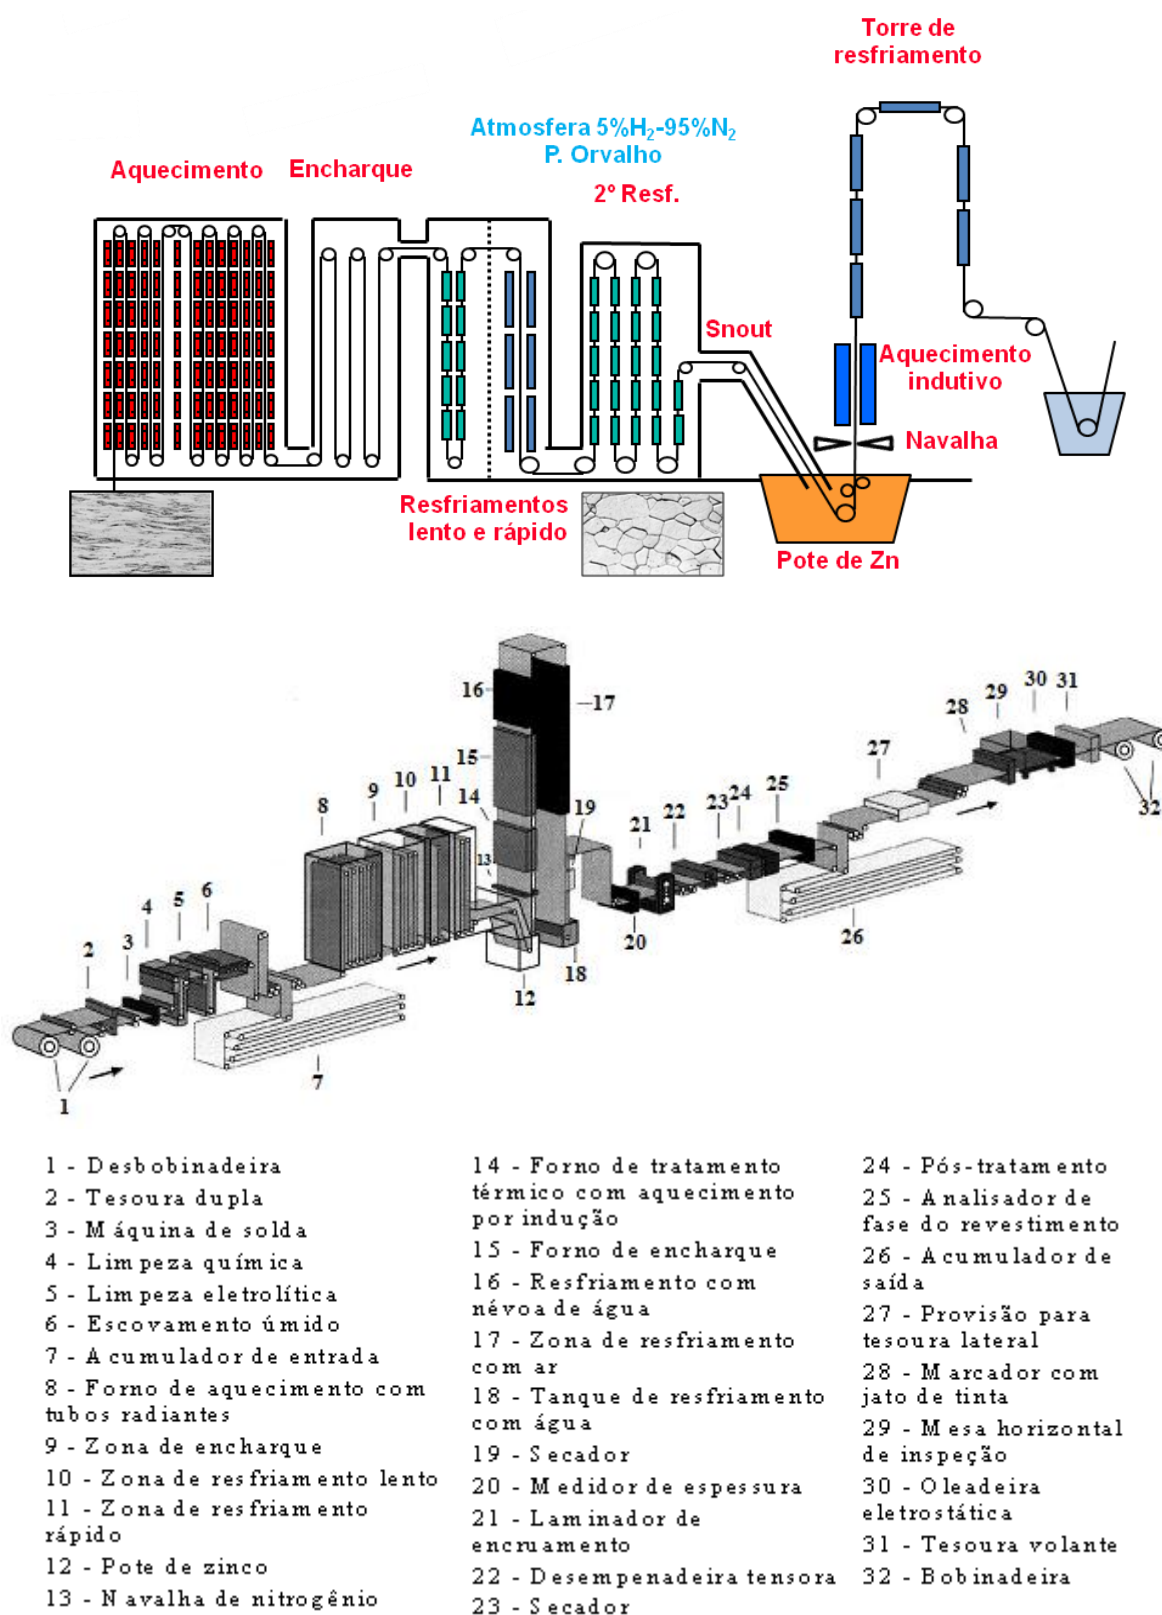 Torre de
resfriamento
Atmosfera 5%H₂-95%N₂
P. Orvalho
Aquecimento
Encharque
2º Resf.
Snout
Aquecimento
indutivo
Navalha
Resfriamentos
lento e rápido
Pote de Zn
16
17
15
14
13
11
10
9
8
19
12
18
6
5
4
3
2
1
7
20
21
22
23
24
25
26
27
28
29
30
31
32
1 - Desbobinadeira
2 - Tesoura dupla
3 - Máquina de solda
4 - Limpeza química
5 - Limpeza eletrolítica
6 - Escovamento úmido
7 - Acumulador de entrada
8 - Forno de aquecimento com
tubos radiantes
9 - Zona de encharque
10 - Zona de resfriamento lento
11 - Zona de resfriamento
rápido
12 - Pote de zinco
13 - Navalha de nitrogênio
14 - Forno de tratamento
térmico com aquecimento
por indução
15 - Forno de encharque
16 - Resfriamento com
névoa de água
17 - Zona de resfriamento
com ar
18 - Tanque de resfriamento
com água
19 - Secador
20 - Medidor de espessura
21 - Laminador de
encruamento
22 - Desempenadeira tensora
23 - Secador
24 - Pós-tratamento
25 - Analisador de
fase do revestimento
26 - Acumulador de
saída
27 - Provisão para
tesoura lateral
28 - Marcador com
jato de tinta
29 - Mesa horizontal
de inspeção
30 - Oleadeira
eletrostática
31 - Tesoura volante
32 - Bobinadeira